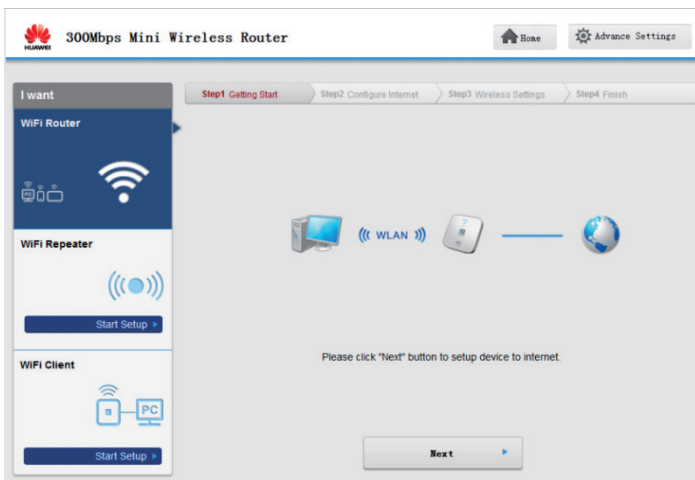 HUAWEI
300Mbps Mini Wireless Router
Home
Advance Settings
I want
Step1 Getting Start
Step2 Configure Internet
Step3 Wireless Settings
Step4 Finish
WiFi Router
PC
WiFi Repeater
Start Setup
WiFi Client
PC
Start Setup
((( WLAN )))
Please click "Next" button to setup device to internet.
Next